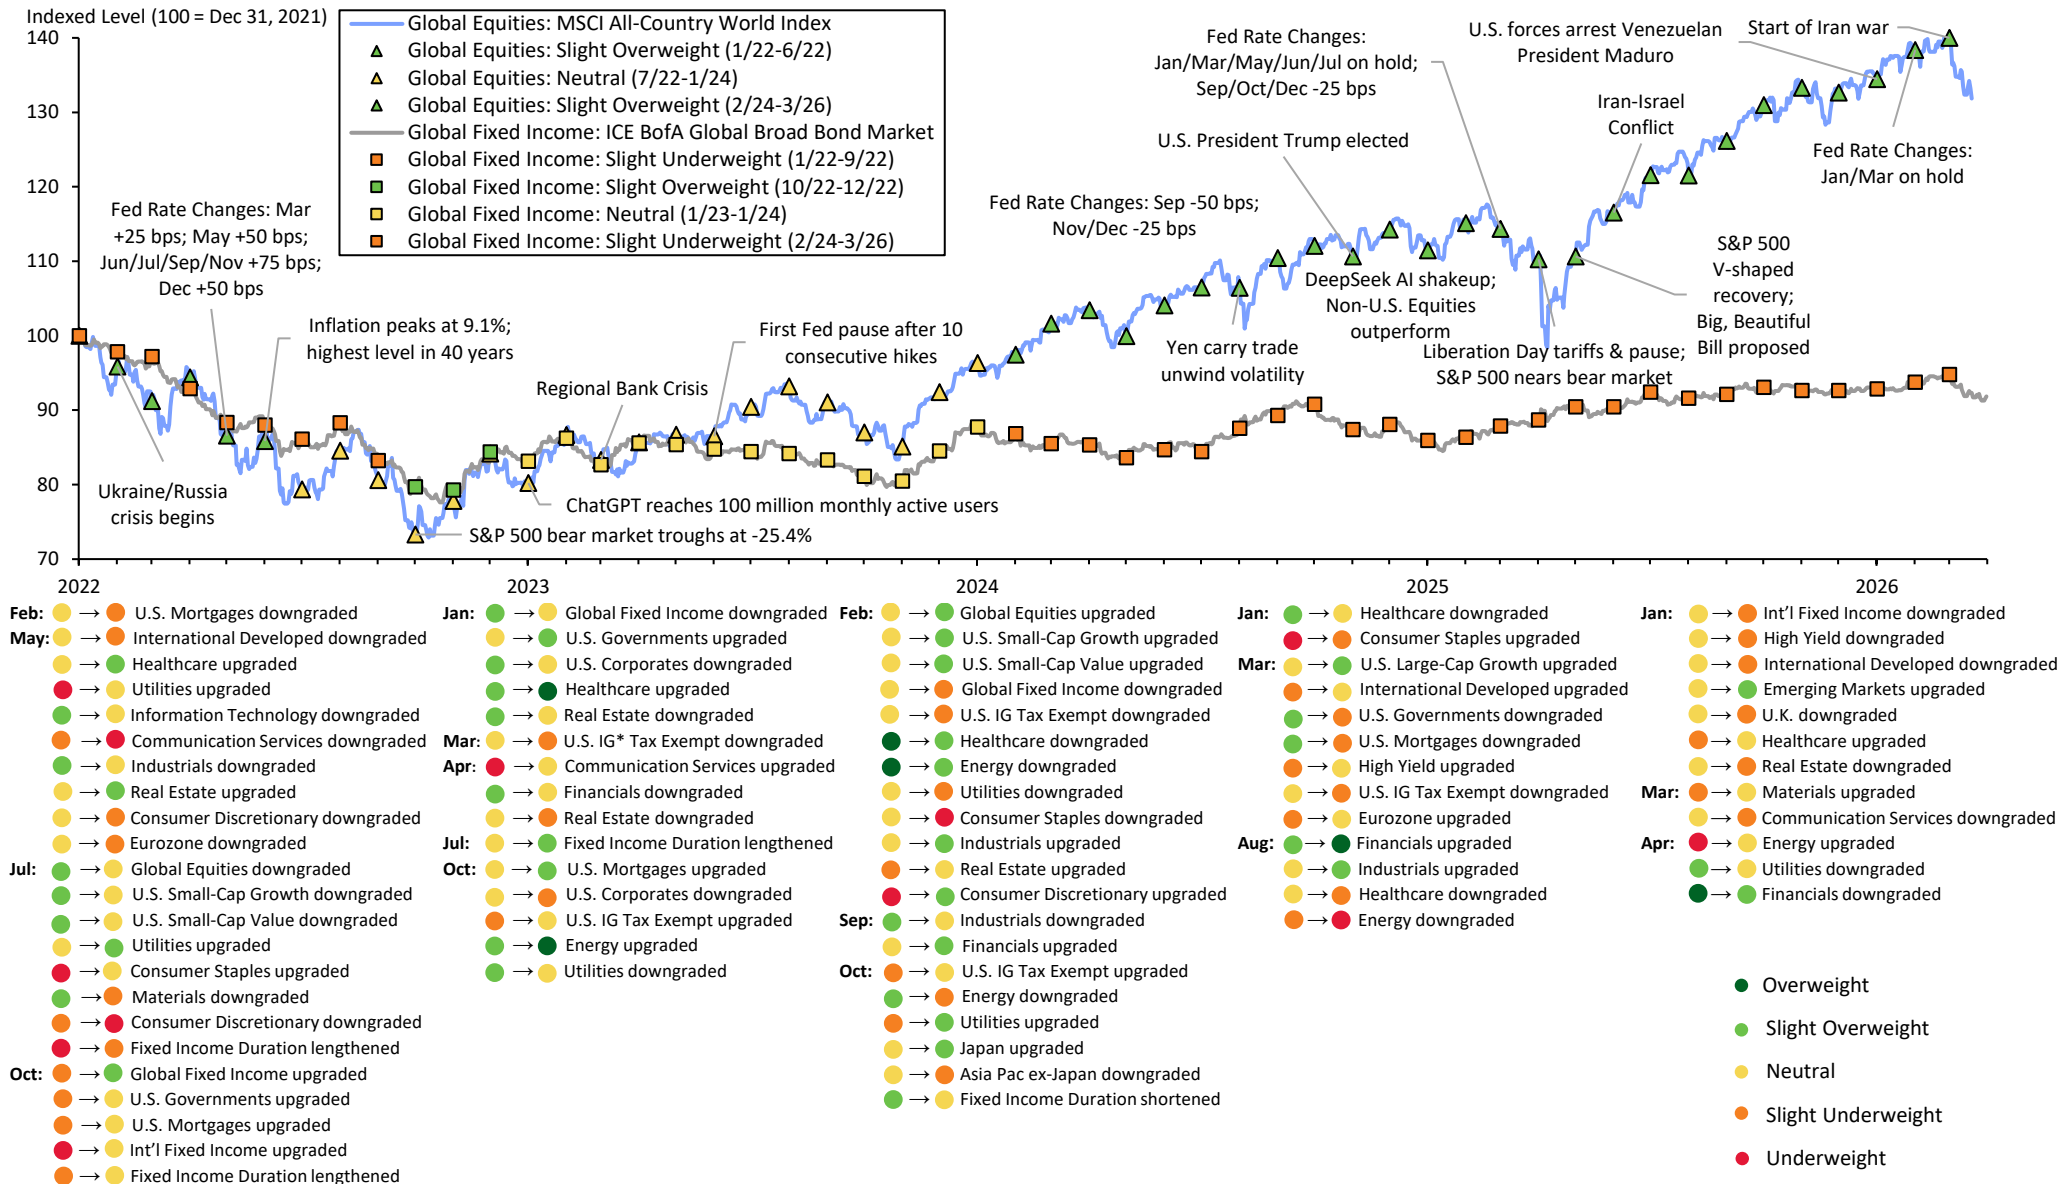 Indexed Level (100 = Dec 31, 2021)
140
130
120
110
100
90
80
70
Global Equities: MSCI All-Country World Index
Global Equities: Slight Overweight (1/22-6/22)
Global Equities: Neutral (7/22-1/24)
Global Equities: Slight Overweight (2/24-3/26)
Global Fixed Income: ICE BofA Global Broad Bond Market
Global Fixed Income: Slight Underweight (1/22-9/22)
Global Fixed Income: Slight Overweight (10/22-12/22)
Global Fixed Income: Neutral (1/23-1/24)
Global Fixed Income: Slight Underweight (2/24-3/26)
Fed Rate Changes: Mar
+25 bps; May +50 bps;
Jun/Jul/Sep/Nov +75 bps;
Dec +50 bps
Inflation peaks at 9.1%;
highest level in 40 years
Ukraine/Russia
crisis begins
Regional Bank Crisis
First Fed pause after 10
consecutive hikes
ChatGPT reaches 100 million monthly active users
S&P 500 bear market troughs at -25.4%
Fed Rate Changes: Sep -50 bps;
Nov/Dec -25 bps
U.S. President Trump elected
Fed Rate Changes:
Jan/Mar/May/Jun/Jul on hold;
Sep/Oct/Dec -25 bps
Yen carry trade
unwind volatility
DeepSeek AI shakeup;
Non-U.S. Equities
outperform
Liberation Day tariffs & pause;
S&P 500 nears bear market
U.S. forces arrest Venezuelan
President Maduro
Start of Iran war
Iran-Israel
Conflict
Fed Rate Changes:
Jan/Mar on hold
S&P 500
V-shaped
recovery;
Big, Beautiful
Bill proposed
2022
2023
2024
2025
2026
Feb: → U.S. Mortgages downgraded
May: → International Developed downgraded
→ Healthcare upgraded
→ Utilities upgraded
→ Information Technology downgraded
→ Communication Services downgraded
→ Industrials downgraded
→ Real Estate upgraded
→ Consumer Discretionary downgraded
→ Eurozone downgraded
Jul: → Global Equities downgraded
→ U.S. Small-Cap Growth downgraded
→ U.S. Small-Cap Value downgraded
→ Utilities upgraded
→ Consumer Staples upgraded
→ Materials downgraded
→ Consumer Discretionary downgraded
→ Fixed Income Duration lengthened
Oct: → Global Fixed Income upgraded
→ U.S. Governments upgraded
→ U.S. Mortgages upgraded
→ Int'l Fixed Income upgraded
→ Fixed Income Duration lengthened
Jan: → Global Fixed Income downgraded
→ U.S. Governments upgraded
→ U.S. Corporates downgraded
→ Healthcare upgraded
→ Real Estate downgraded
Mar: → U.S. IG* Tax Exempt downgraded
Apr: → Communication Services upgraded
→ Financials downgraded
→ Real Estate downgraded
Jul: → Fixed Income Duration lengthened
Oct: → U.S. Mortgages upgraded
→ U.S. Corporates downgraded
→ U.S. IG Tax Exempt upgraded
→ Energy upgraded
→ Utilities downgraded
Feb: → Global Equities upgraded
→ U.S. Small-Cap Growth upgraded
→ U.S. Small-Cap Value upgraded
→ Global Fixed Income downgraded
→ U.S. IG Tax Exempt downgraded
→ Healthcare downgraded
→ Energy downgraded
→ Utilities downgraded
→ Consumer Staples downgraded
→ Industrials upgraded
→ Real Estate upgraded
→ Consumer Discretionary upgraded
Sep: → Industrials downgraded
→ Financials upgraded
Oct: → U.S. IG Tax Exempt upgraded
→ Energy downgraded
→ Utilities upgraded
→ Japan upgraded
→ Asia Pac ex-Japan downgraded
→ Fixed Income Duration shortened
Jan: → Healthcare downgraded
→ Consumer Staples upgraded
Mar: → U.S. Large-Cap Growth upgraded
→ International Developed upgraded
→ U.S. Governments downgraded
→ U.S. Mortgages downgraded
→ High Yield upgraded
→ U.S. IG Tax Exempt downgraded
→ Eurozone upgraded
Aug: → Financials upgraded
→ Industrials upgraded
→ Healthcare downgraded
→ Energy downgraded
Jan: → Int'l Fixed Income downgraded
→ High Yield downgraded
→ International Developed downgraded
→ Emerging Markets upgraded
→ U.K. downgraded
→ Healthcare upgraded
→ Real Estate downgraded
Mar: → Materials upgraded
→ Communication Services downgraded
Apr: → Energy upgraded
→ Utilities downgraded
→ Financials downgraded
Overweight
Slight Overweight
Neutral
Slight Underweight
Underweight